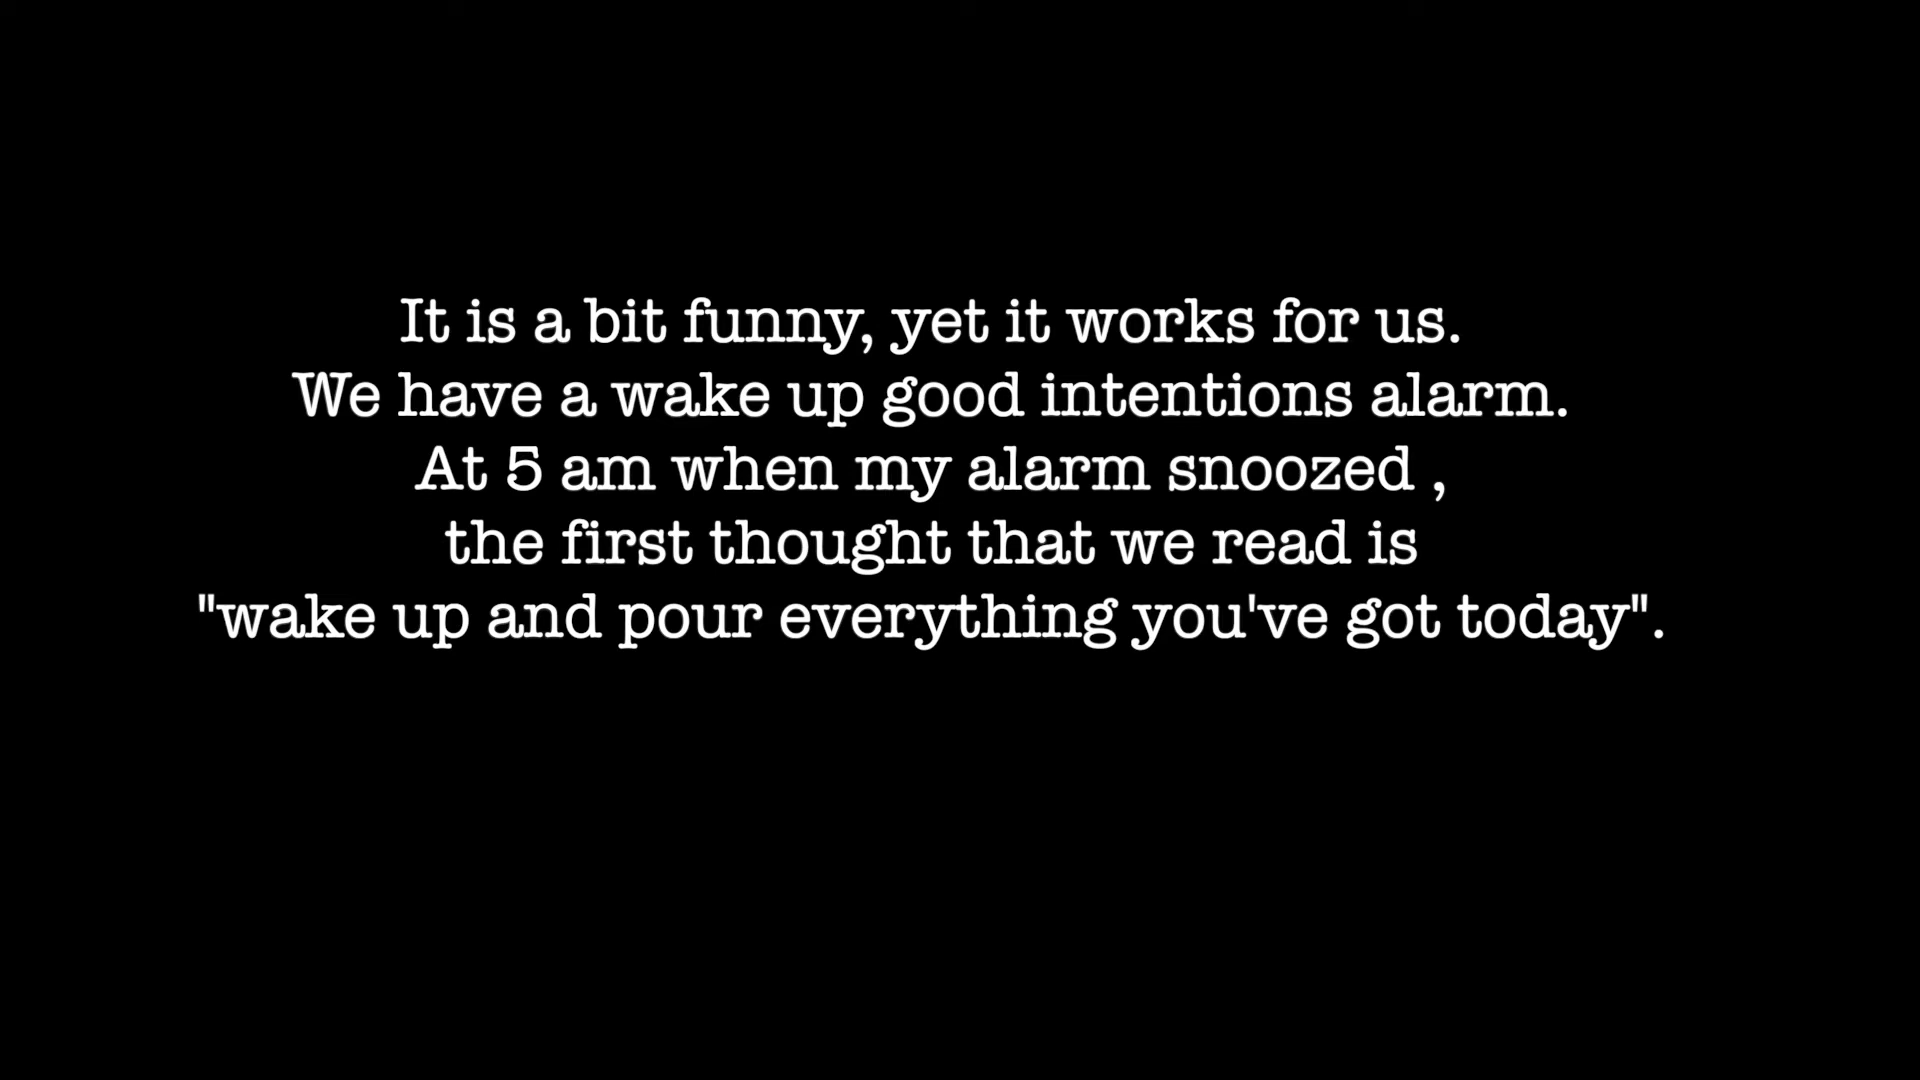 It is a bit funny, yet it works for us.
We have a wake up good intentions alarm.
At 5 am when my alarm snoozed ,
the first thought that we read is
"wake up and pour everything you've got today".